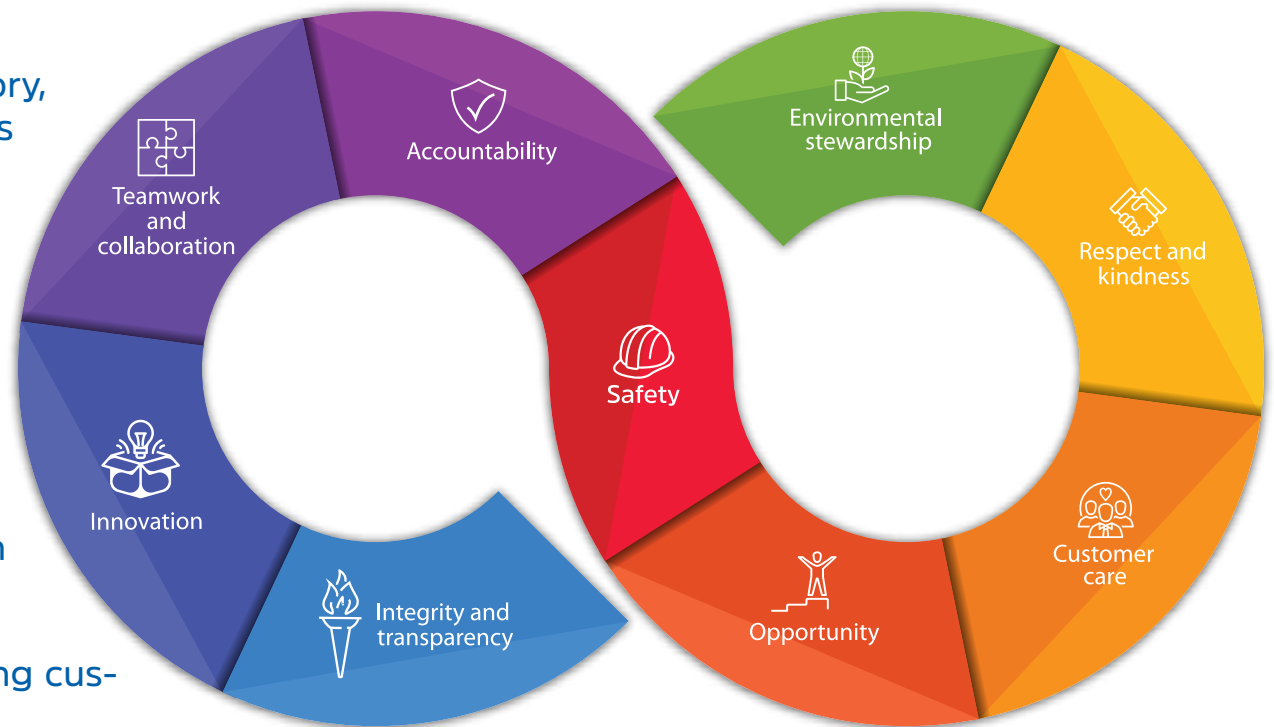 ory,
s
n
ng cus-
Teamwork
and
collaboration
Accountability
Environmental
stewardship
Respect and
kindness
Safety
Innovation
Integrity and
transparency
Opportunity
Customer
care